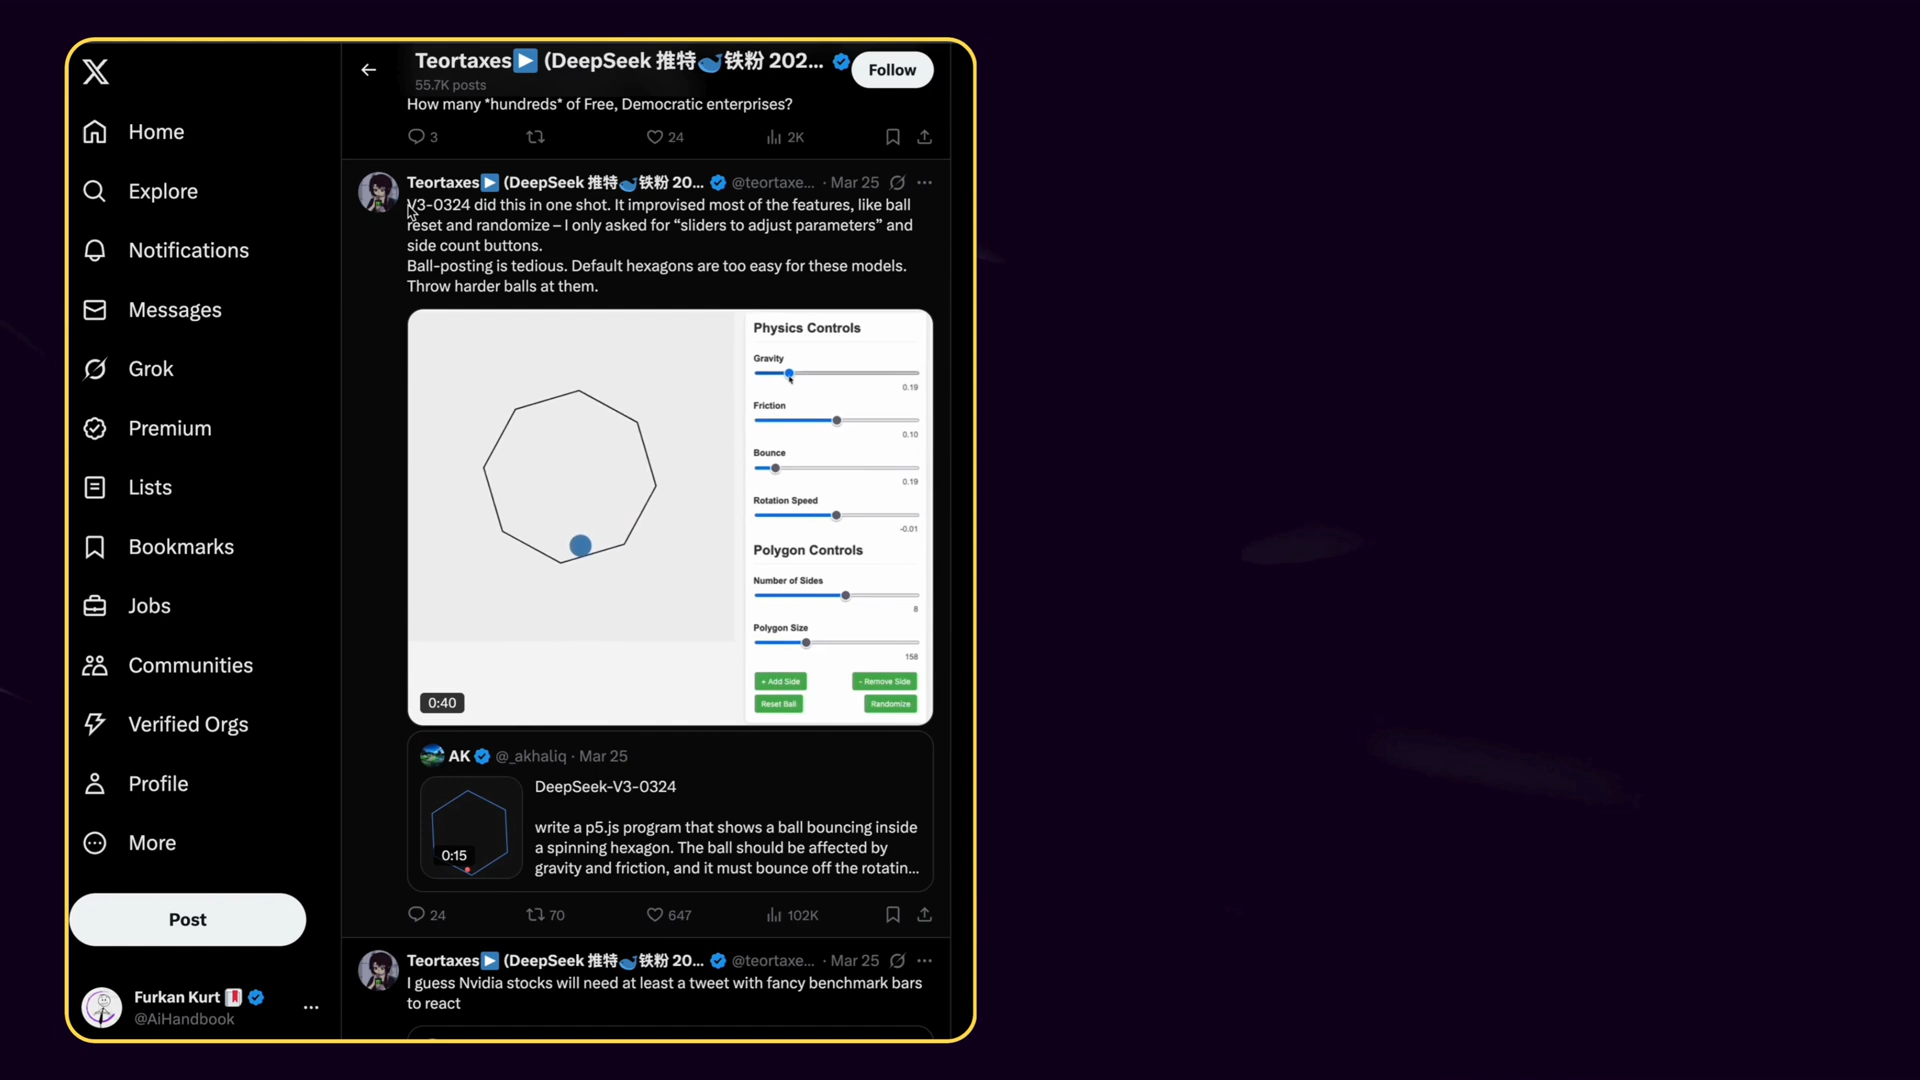 Home
Explore
Notifications
Messages
Grok
Premium
Lists
Bookmarks
Jobs
Communities
Verified Orgs
Profile
More
Post
Furkan Kurt
@AiHandbook
Teortaxes▶️ (DeepSeek 推特🐋铁粉 202...
55.7K posts
Follow
How many *hundreds* of Free, Democratic enterprises?
3 24 2K
Teortaxes▶️ (DeepSeek 推特🐋铁粉 20... @teortaxe... · Mar 25
V3-0324 did this in one shot. It improvised most of the features, like ball
reset and randomize – I only asked for “sliders to adjust parameters” and
side count buttons.
Ball-posting is tedious. Default hexagons are too easy for these models.
Throw harder balls at them.
Physics Controls
Gravity
0.19
Friction
0.10
Bounce
0.19
Rotation Speed
-0.01
Polygon Controls
Number of Sides
8
Polygon Size
158
+ Add Side - Remove Side
Reset Ball Randomize
0:40
AK @_akhaliq · Mar 25
DeepSeek-V3-0324
write a p5.js program that shows a ball bouncing inside
a spinning hexagon. The ball should be affected by
gravity and friction, and it must bounce off the rotatin...
0:15
24 70 647 102K
Teortaxes▶️ (DeepSeek 推特🐋铁粉 20... @teortaxe... · Mar 25
I guess Nvidia stocks will need at least a tweet with fancy benchmark bars
to react